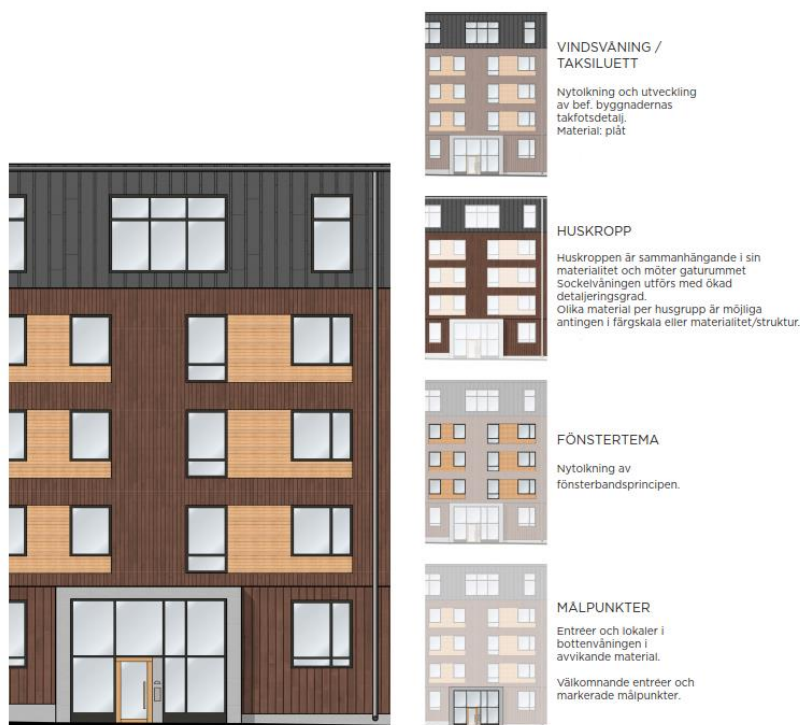 VINDSVÅNING /
TAKSILUETT
Nytolkning och utveckling
av bef. byggnadernas
takfotsdetalj.
Material: plåt
HUSKROPP
Huskroppen är sammanhängande i sin
materialitet och möter gaturummet
Sockelvåningen utförs med ökad
detaljeringsgrad.
Olika material per husgrupp är möjliga
antingen i färgskala eller materialitet/struktur.
FÖNSTERTEMA
Nytolkning av
fönsterbandsprincipen.
MÅLPUNKTER
Entréer och lokaler i
bottenvåningen i
avvikande material.
Välkomnande entréer och
markerade målpunkter.